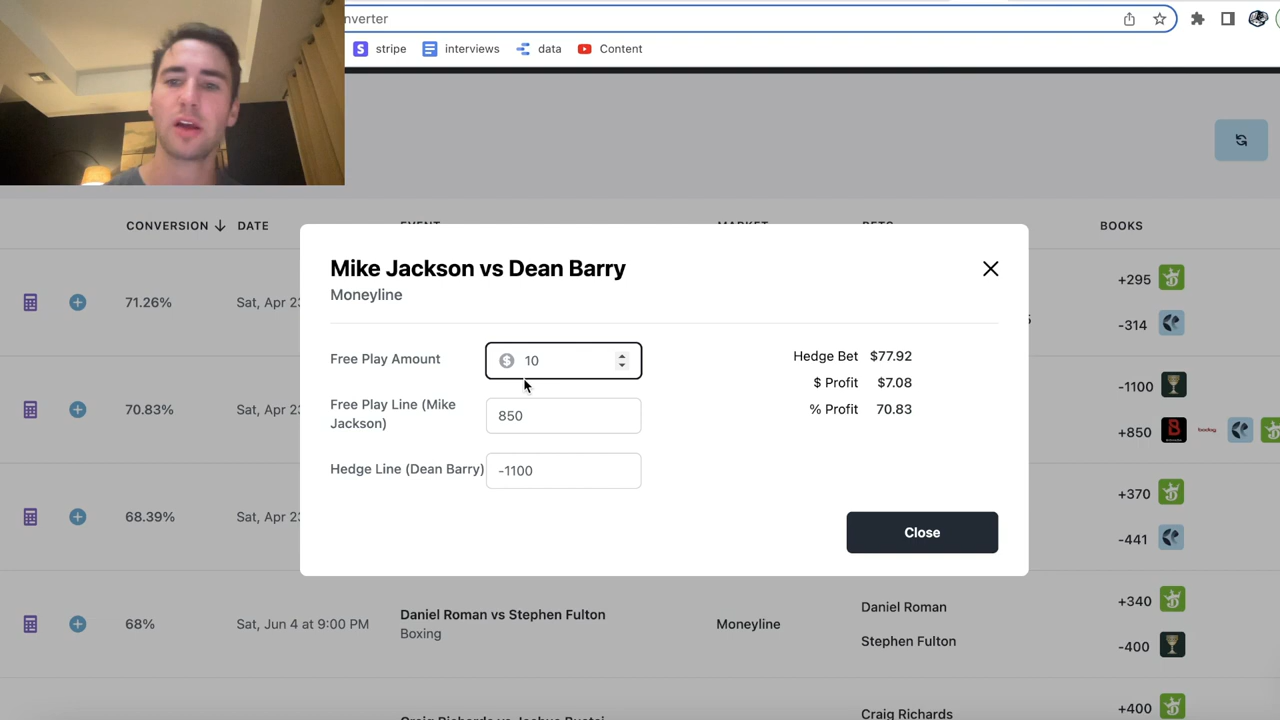 nverter
stripe interviews data Content
CONVERSION DATE
BOOKS
Mike Jackson vs Dean Barry
Moneyline
Free Play Amount 10
Free Play Line (Mike Jackson) 850
Hedge Line (Dean Barry) -1100
Hedge Bet $77.92
$ Profit $7.08
% Profit 70.83
Close
71.26% Sat, Apr 23
+295
-314
70.83% Sat, Apr 23
-1100
+850
bodog
68.39% Sat, Apr 23
+370
-441
68% Sat, Jun 4 at 9:00 PM
Daniel Roman vs Stephen Fulton
Boxing
Moneyline
Daniel Roman
Stephen Fulton
+340
-400
Craig Richards
+400